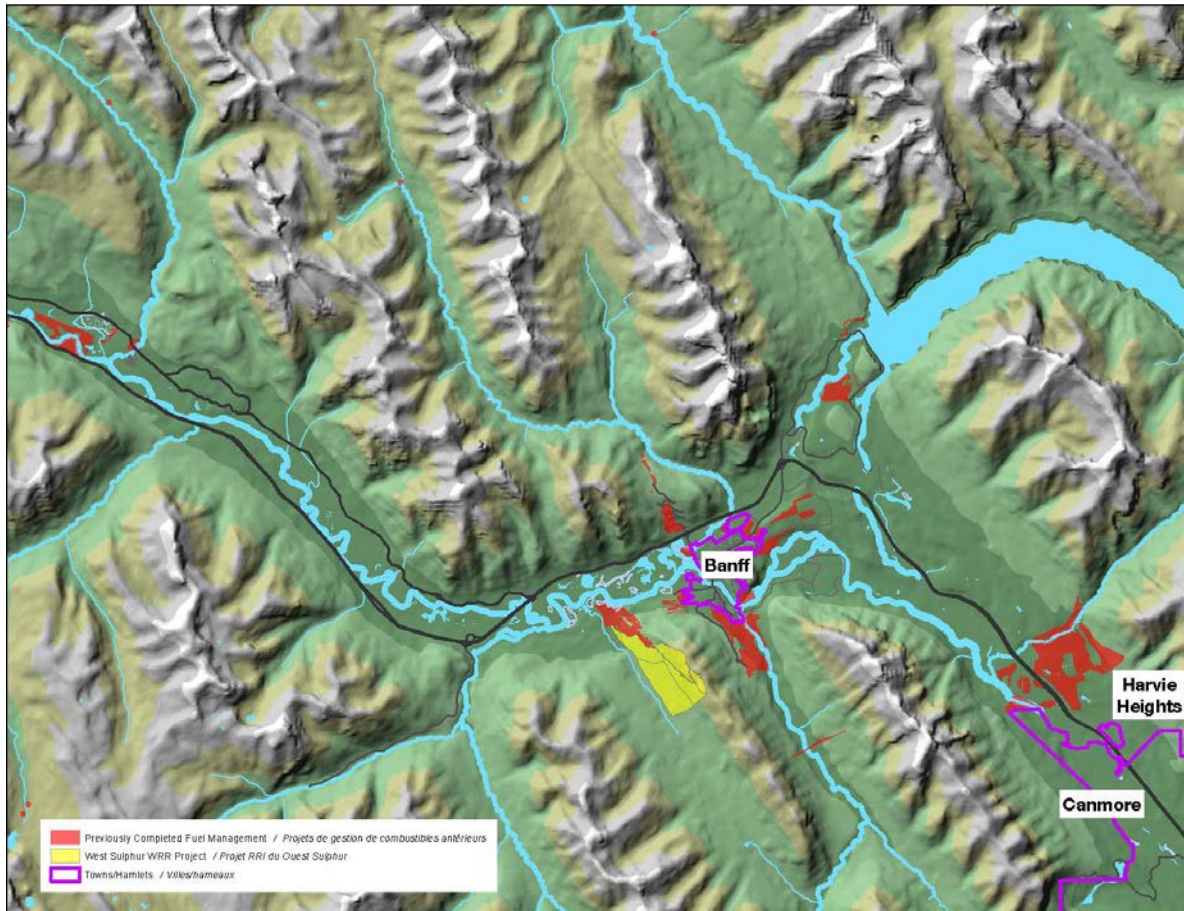 Banff
Harvie
Heights
Canmore
Previously Completed Fuel Management / Projets de gestion de combustibles antérieurs
West Sulphur WRR Project / Projet RRI du Ouest Sulphur
Towns/Hamlets / Villes/hameaux